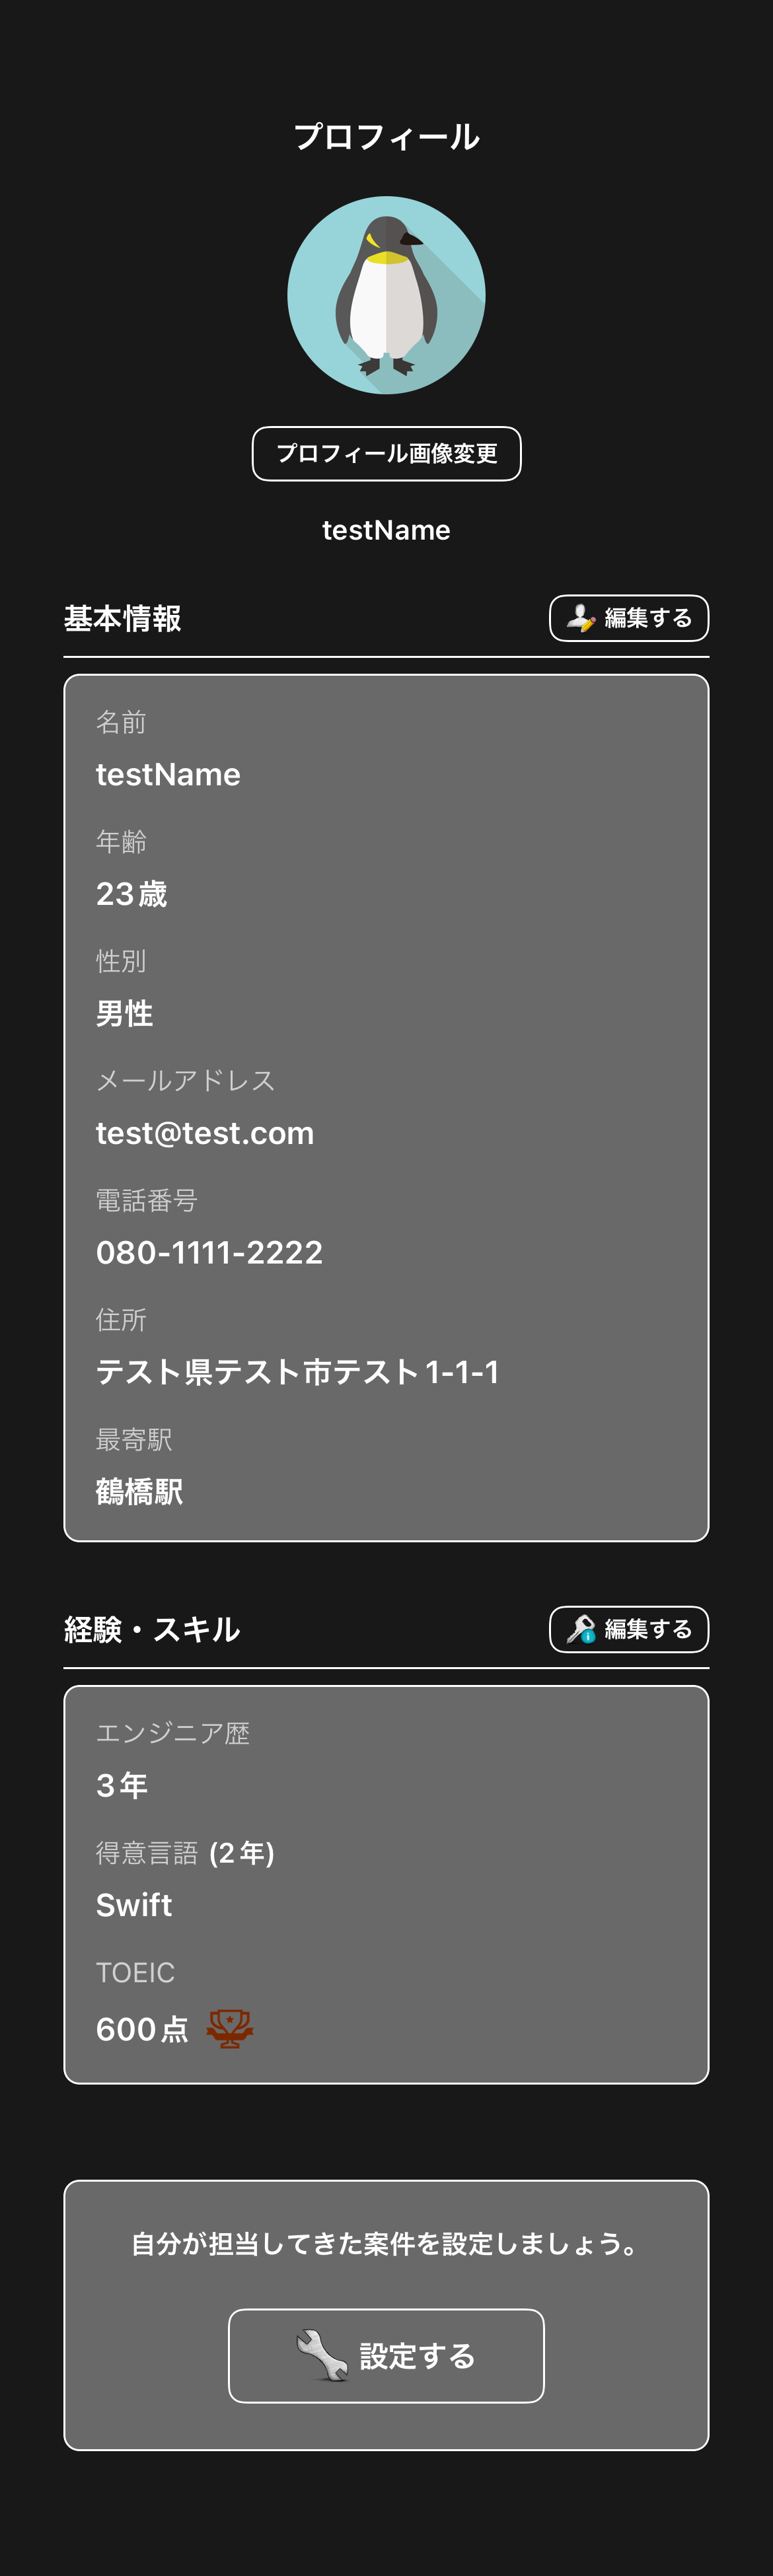 プロフィール
プロフィール画像変更
testName
基本情報
編集する
名前
testName
年齢
23歳
性別
男性
メールアドレス
test@test.com
電話番号
080-1111-2222
住所
テスト県テスト市テスト1-1-1
最寄駅
鶴橋駅
経験・スキル
編集する
エンジニア歴
3年
得意言語 (2年)
Swift
TOEIC
600点
自分が担当してきた案件を設定しましょう。
設定する